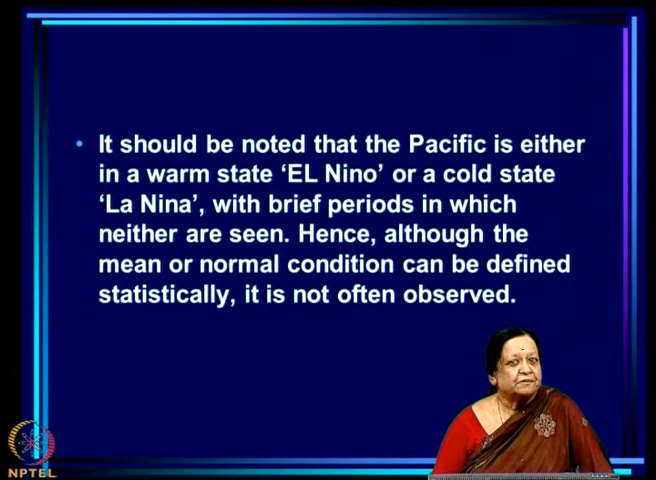 • It should be noted that the Pacific is either
in a warm state ‘EL Nino’ or a cold state
‘La Nina’, with brief periods in which
neither are seen. Hence, although the
mean or normal condition can be defined
statistically, it is not often observed.
NPTEL